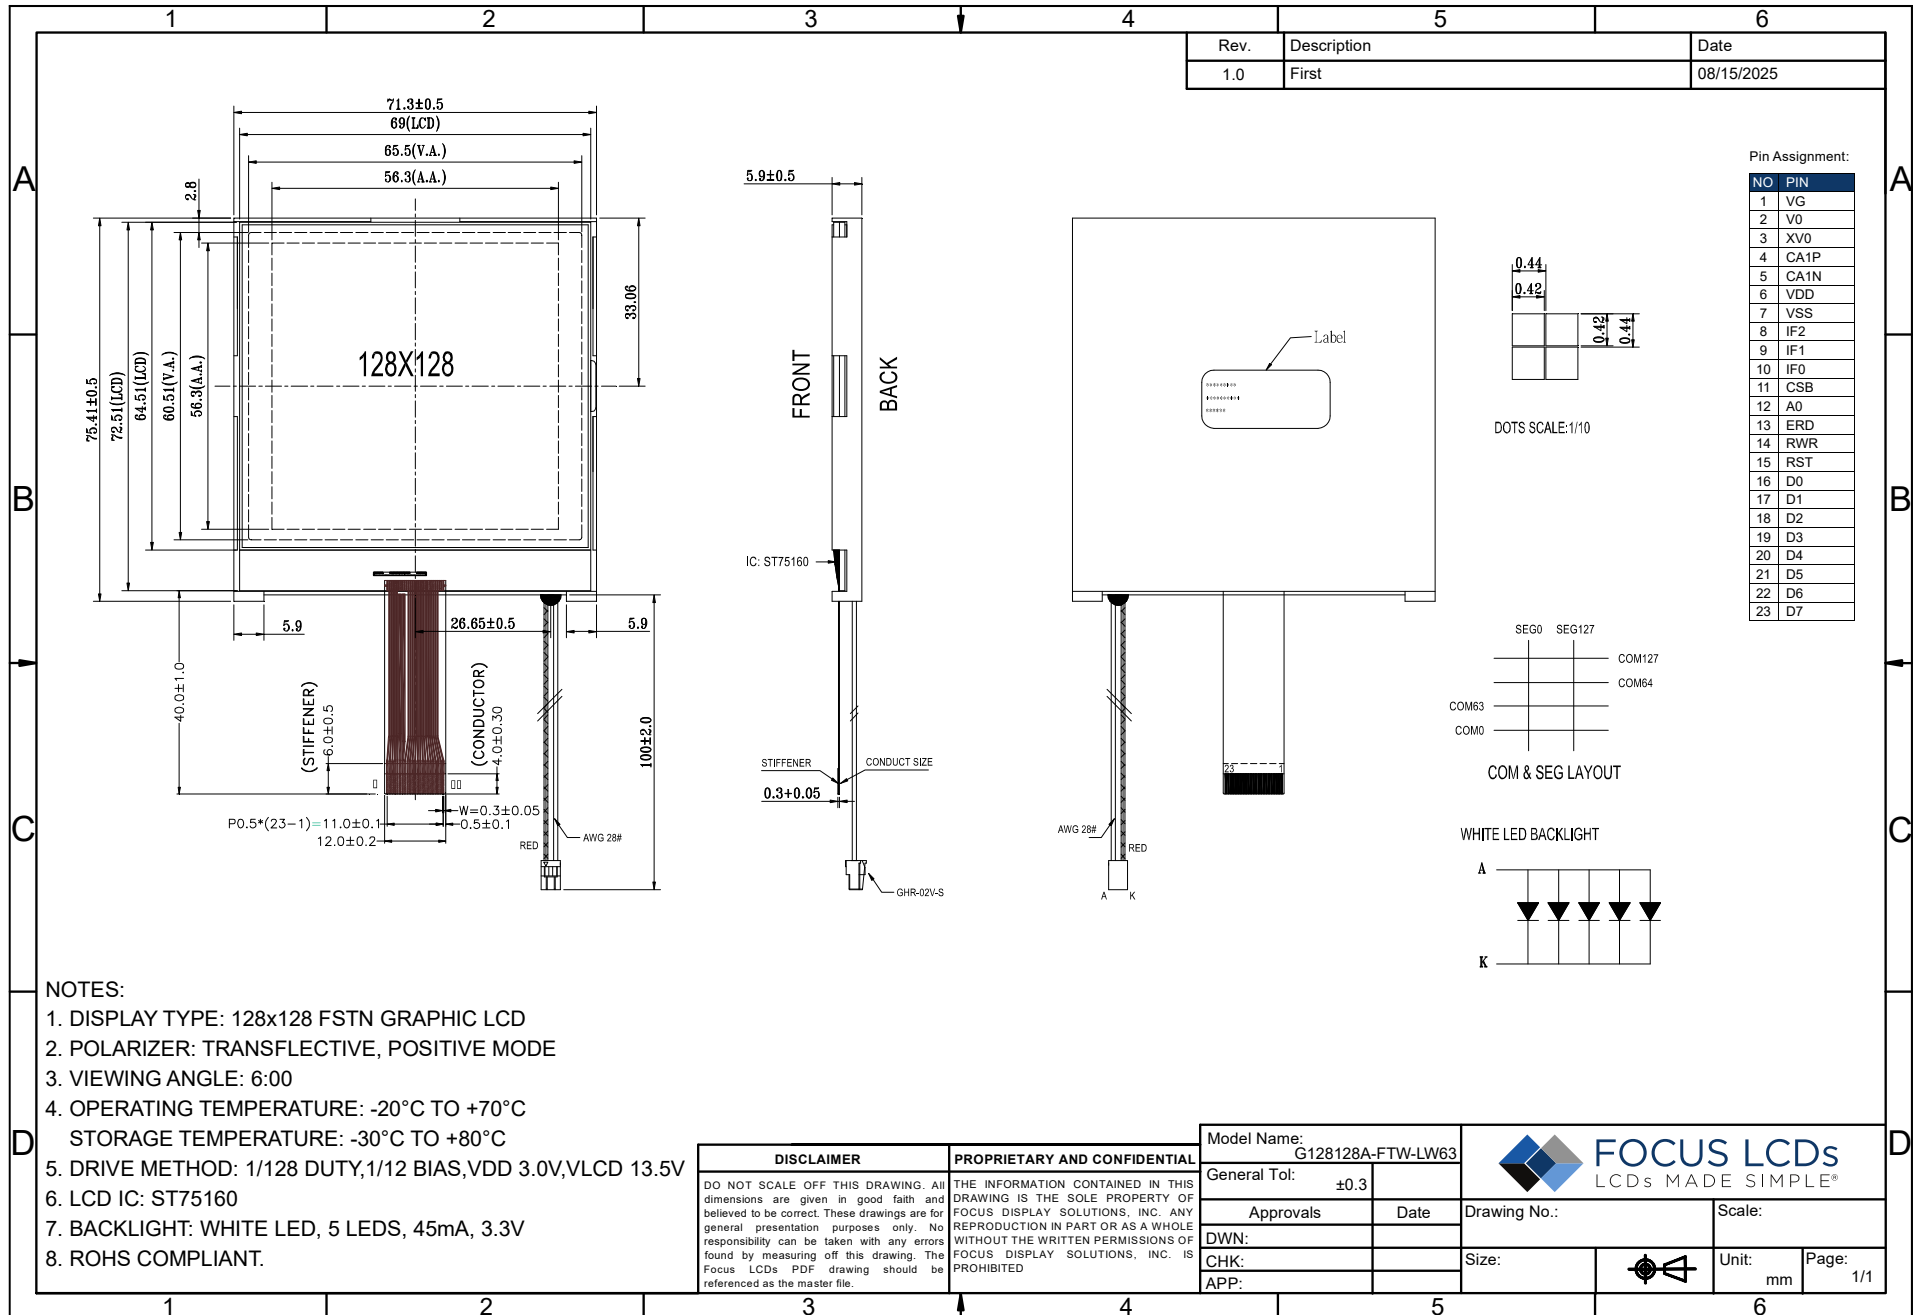 1 2 3 4 5 6
Rev. Description Date
1.0 First 08/15/2025
A
B
C
D
A
B
C
D
71.3±0.5
69(LCD)
65.5(V.A.)
56.3(A.A.)
2.8
75.41±0.5
72.51(LCD)
64.51(LCD)
60.51(V.A.)
56.3(A.A.)
33.06
128X128
5.9
26.65±0.5
5.9
40.0±1.0
(STIFFENER)
6.0±0.5
(CONDUCTOR)
4.0±0.30
100±2.0
P0.5*(23-1)=11.0±0.1
W=0.3±0.05
0.5±0.1
12.0±0.2
RED
AWG 28#
5.9±0.5
FRONT
BACK
IC: ST75160
STIFFENER
CONDUCT SIZE
0.3+0.05
GHR-02V-S
Label
23 1
AWG 28#
RED
A K
0.44
0.42
0.42
0.44
DOTS SCALE:1/10
Pin Assignment:
NO PIN
1 VG
2 V0
3 XV0
4 CA1P
5 CA1N
6 VDD
7 VSS
8 IF2
9 IF1
10 IF0
11 CSB
12 A0
13 ERD
14 RWR
15 RST
16 D0
17 D1
18 D2
19 D3
20 D4
21 D5
22 D6
23 D7
SEG0 SEG127
COM127
COM64
COM63
COM0
COM & SEG LAYOUT
WHITE LED BACKLIGHT
A
K
NOTES:
1. DISPLAY TYPE: 128x128 FSTN GRAPHIC LCD
2. POLARIZER: TRANSFLECTIVE, POSITIVE MODE
3. VIEWING ANGLE: 6:00
4. OPERATING TEMPERATURE: -20°C TO +70°C
STORAGE TEMPERATURE: -30°C TO +80°C
5. DRIVE METHOD: 1/128 DUTY,1/12 BIAS,VDD 3.0V,VLCD 13.5V
6. LCD IC: ST75160
7. BACKLIGHT: WHITE LED, 5 LEDS, 45mA, 3.3V
8. ROHS COMPLIANT.
DISCLAIMER
DO NOT SCALE OFF THIS DRAWING. All
dimensions are given in good faith and
believed to be correct. These drawings are for
general presentation purposes only. No
responsibility can be taken with any errors
found by measuring off this drawing. The
Focus LCDs PDF drawing should be
referenced as the master file.
PROPRIETARY AND CONFIDENTIAL
THE INFORMATION CONTAINED IN THIS
DRAWING IS THE SOLE PROPERTY OF
FOCUS DISPLAY SOLUTIONS, INC. ANY
REPRODUCTION IN PART OR AS A WHOLE
WITHOUT THE WRITTEN PERMISSIONS OF
FOCUS DISPLAY SOLUTIONS, INC. IS
PROHIBITED
Model Name:
G128128A-FTW-LW63
General Tol: ±0.3
Approvals Date
DWN:
CHK:
APP:
FOCUS LCDs
LCDs MADE SIMPLE®
Drawing No.: Scale:
Size:
Unit: mm
Page: 1/1
1 2 3 4 5 6